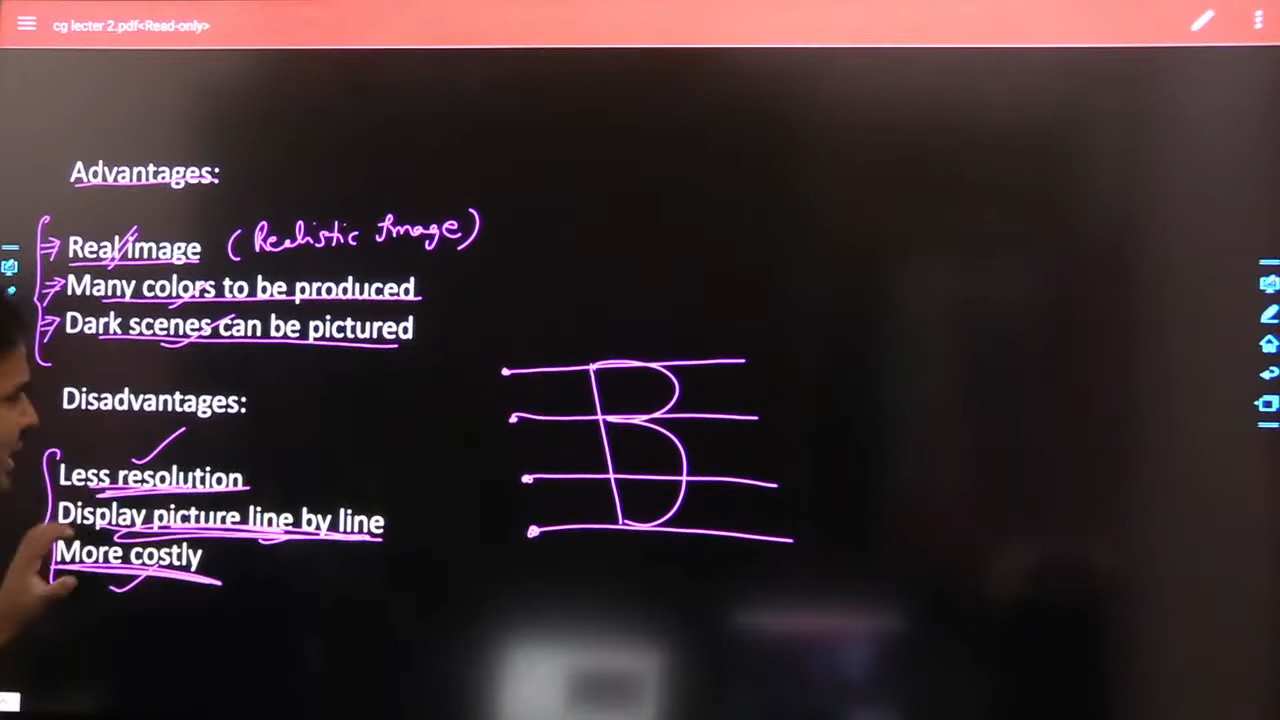 cg lecter 2.pdf<Read-only>
Advantages:
Real image (Realistic Image)
Many colors to be produced
Dark scenes can be pictured
Disadvantages:
Less resolution
Display picture line by line
More costly
B